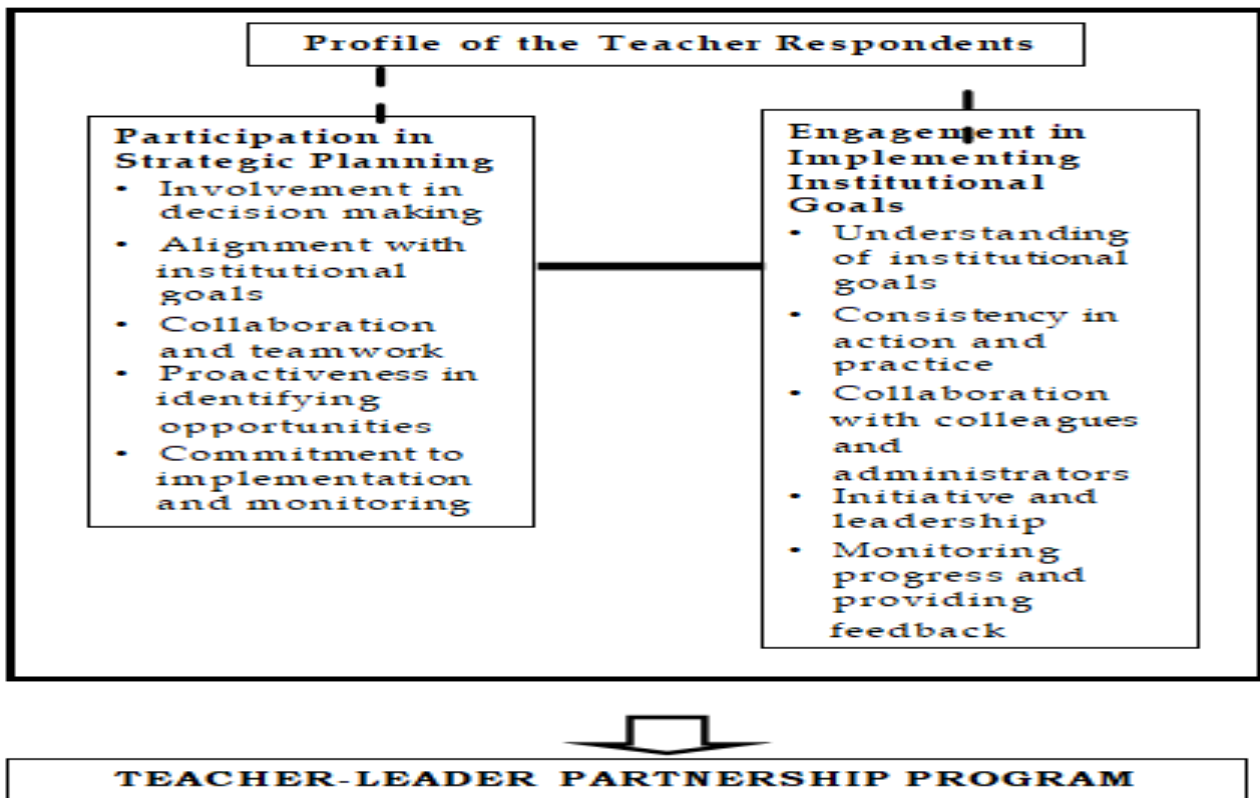 Profile of the Teacher Respondents
Participation in
Strategic Planning
• Involvement in
decision making
• Alignment with
institutional
goals
• Collaboration
and teamwork
• Proactiveness in
identifying
opportunities
• Commitment to
implementation
and monitoring
Engagement in
Implementing
Institutional
Goals
• Understanding
of institutional
goals
• Consistency in
action and
practice
• Collaboration
with colleagues
and
administrators
• Initiative and
leadership
• Monitoring
progress and
providing
feedback
TEACHER-LEADER PARTNERSHIP PROGRAM